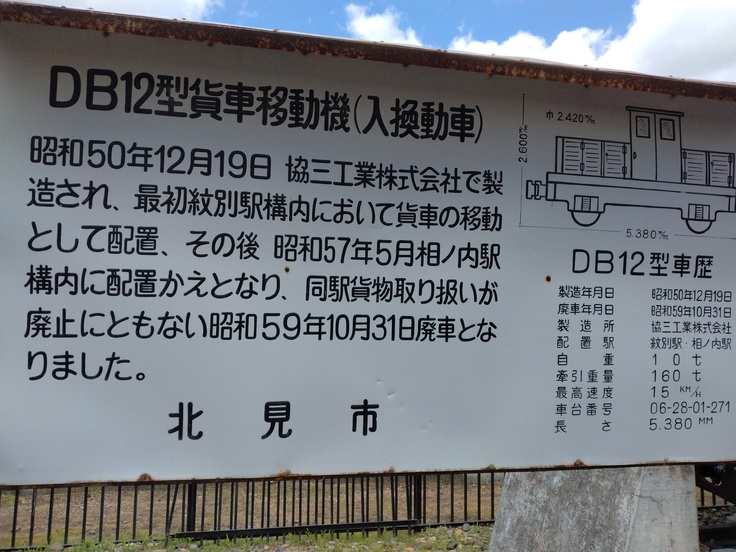 DB12型貨車移動機(入換動車)
昭和50年12月19日 協三工業株式会社で製
造され、最初紋別駅構内において貨車の移動
として配置、その後 昭和57年5月相ノ内駅
構内に配置かえとなり、同駅貨物取り扱いが
廃止にともない昭和59年10月31日廃車とな
りました。
北見市
巾2.420m/m
2.600m/m
5.380m/m
DB12型車歴
製造年月日 昭和50年12月19日
廃車年月日 昭和59年10月31日
製造所 協三工業株式会社
配置駅 紋別駅・相ノ内駅
自重 10t
牽引重量 160t
最高速度 15KM/H
車台番号 06-28-01-271
長さ 5.380MM